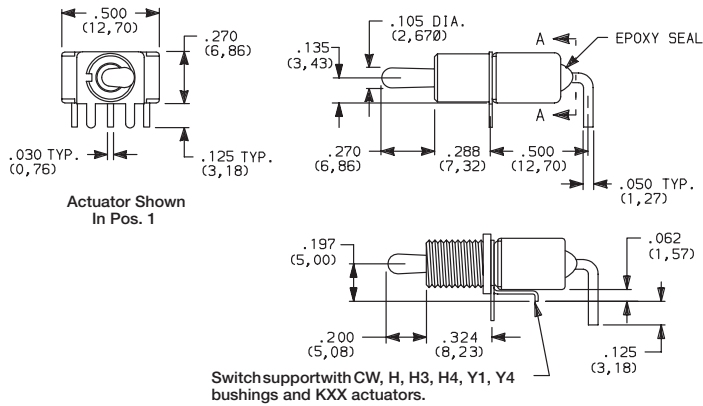 .500
(12,70)
.270
(6,86)
.030 TYP.
(0,76)
.125 TYP.
(3,18)
Actuator Shown
In Pos. 1
.105 DIA.
(2,670)
.135
(3,43)
A
EPOXY SEAL
A
.270
(6,86)
.288
(7,32)
.500
(12,70)
.050 TYP.
(1,27)
.197
(5,00)
.062
(1,57)
.200
(5,08)
.324
(8,23)
.125
(3,18)
Switch support with CW, H, H3, H4, Y1, Y4
bushings and KXX actuators.